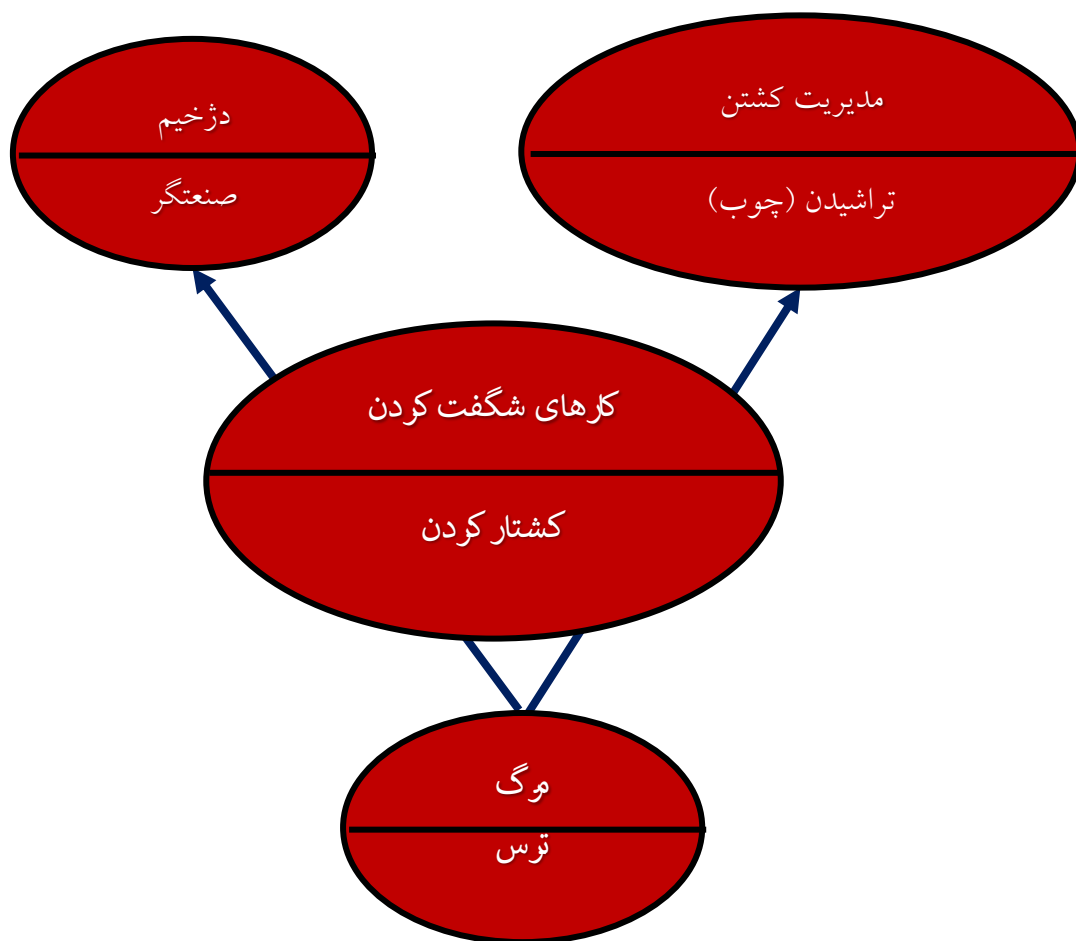 مدیریت کشتن
تراشیدن (چوب)
دژخیم
صنعتگر
کارهای شگفت کردن
کشتار کردن
مرگ
ترس